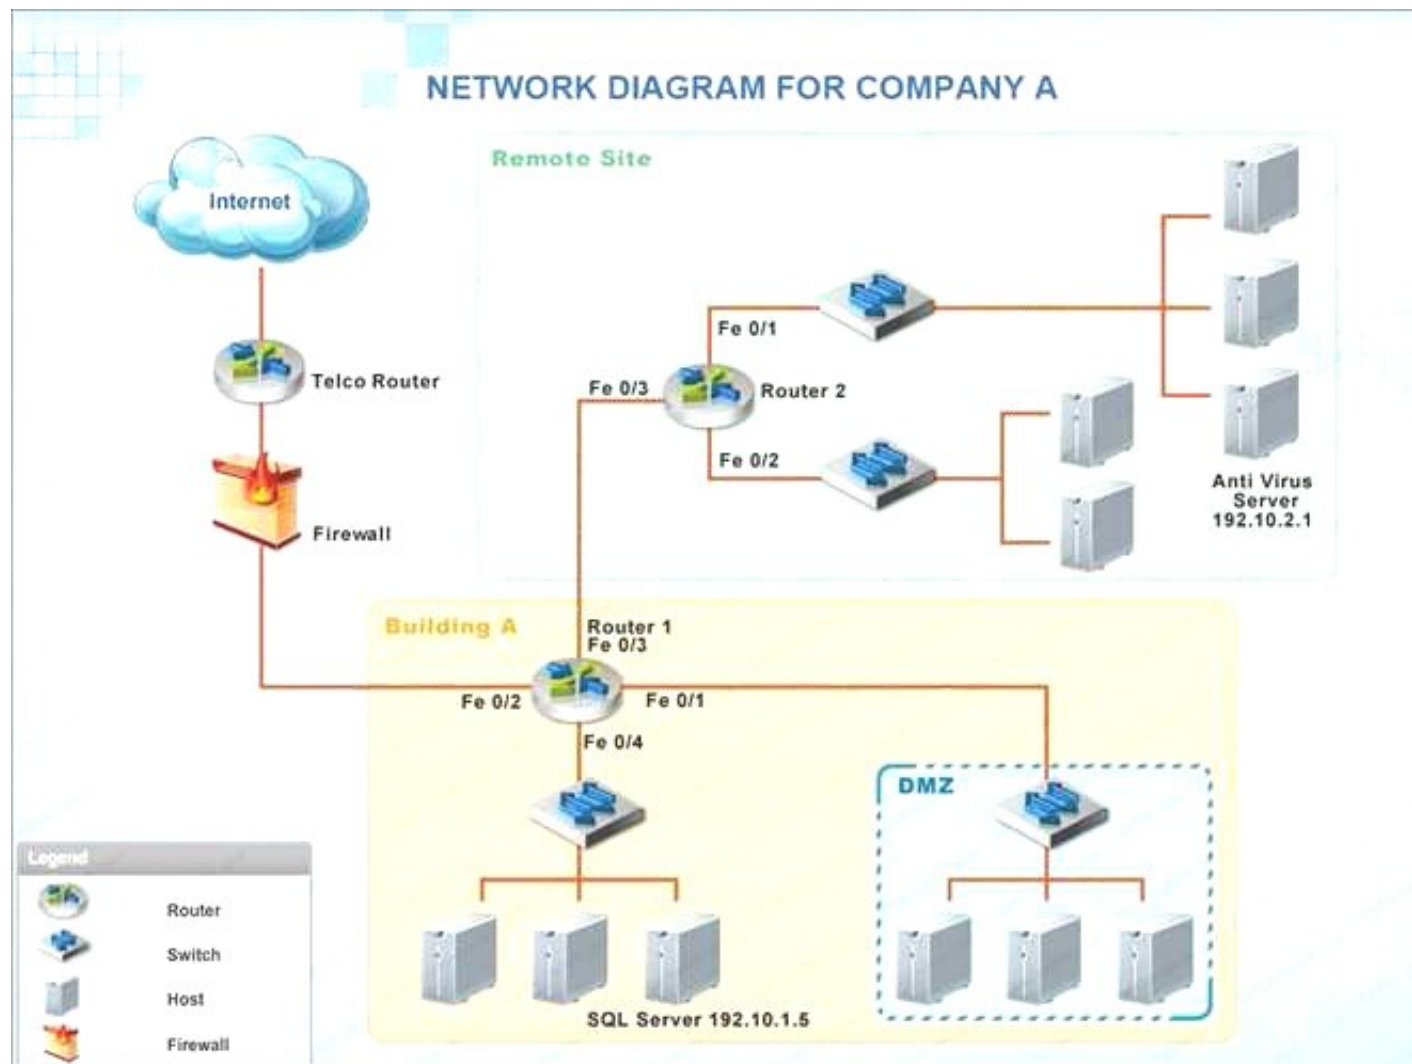 NETWORK DIAGRAM FOR COMPANY A
Remote Site
Internet
Fe 0/1
Telco Router
Fe 0/3
Router 2
Fe 0/2
Anti Virus
Server
192.10.2.1
Firewall
Building A
Router 1
Fe 0/3
Fe 0/2
Fe 0/1
Fe 0/4
DMZ
SQL Server 192.10.1.5
Legend
Router
Switch
Host
Firewall